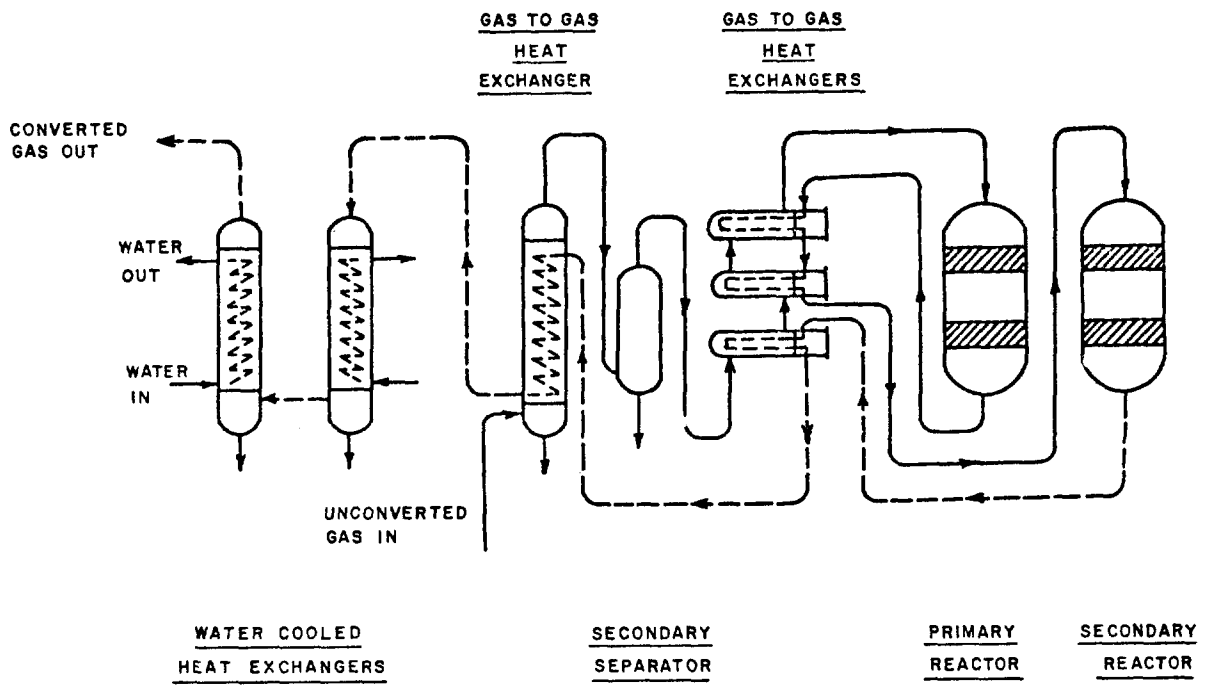 GAS TO GAS
HEAT
EXCHANGER
GAS TO GAS
HEAT
EXCHANGERS
CONVERTED
GAS OUT
WATER
OUT
WATER
IN
UNCONVERTED
GAS IN
WATER COOLED
HEAT EXCHANGERS
SECONDARY
SEPARATOR
PRIMARY
REACTOR
SECONDARY
REACTOR